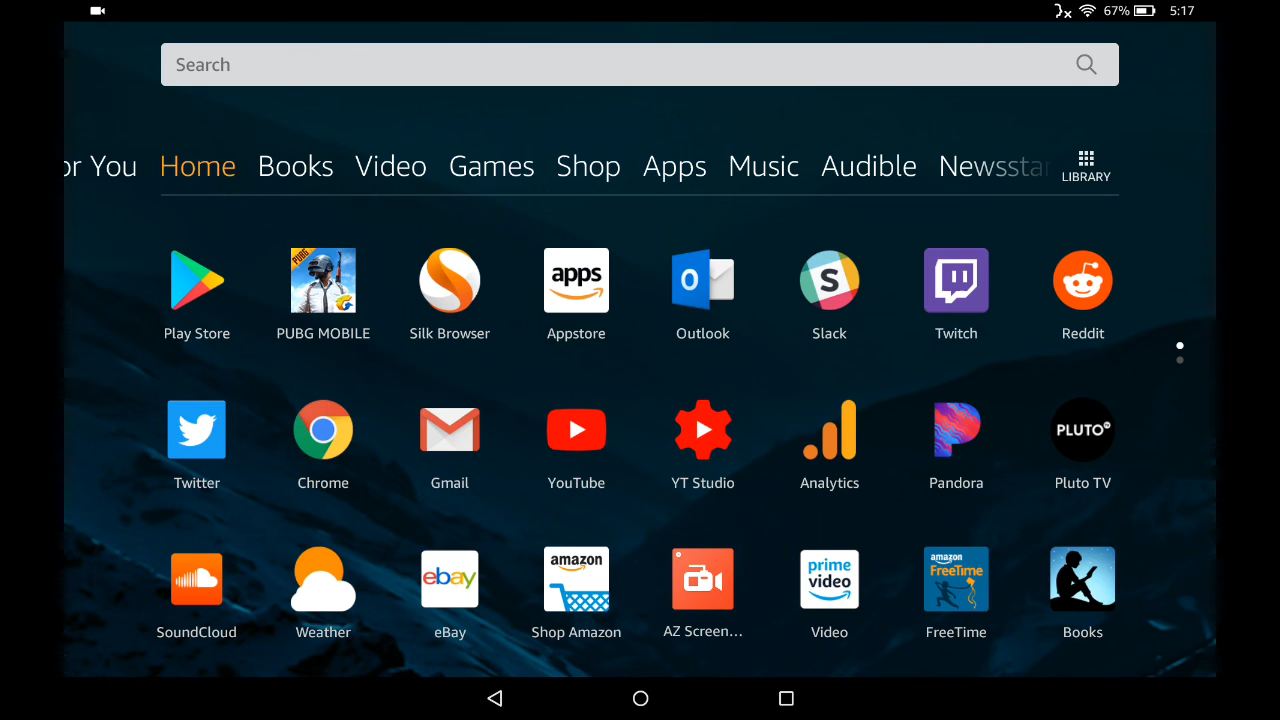 67% 5:17
Search
or You Home Books Video Games Shop Apps Music Audible Newsstar
LIBRARY
PUBG
apps
O
S
Play Store PUBG MOBILE Silk Browser Appstore Outlook Slack Twitch Reddit
PLUTO TV
Twitter Chrome Gmail YouTube YT Studio Analytics Pandora Pluto TV
ebay
amazon
prime video
amazon FreeTime
SoundCloud Weather eBay Shop Amazon AZ Screen... Video FreeTime Books